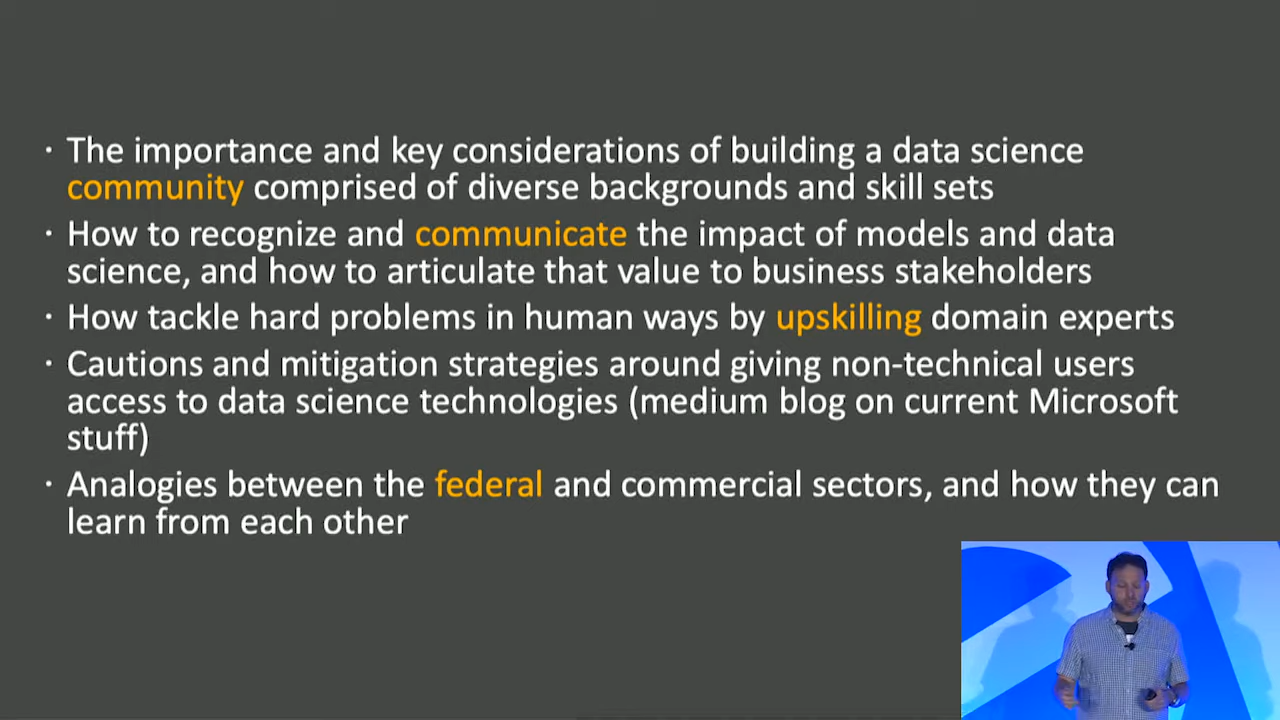 · The importance and key considerations of building a data science
community comprised of diverse backgrounds and skill sets
· How to recognize and communicate the impact of models and data
science, and how to articulate that value to business stakeholders
· How tackle hard problems in human ways by upskilling domain experts
· Cautions and mitigation strategies around giving non-technical users
access to data science technologies (medium blog on current Microsoft
stuff)
· Analogies between the federal and commercial sectors, and how they can
learn from each other